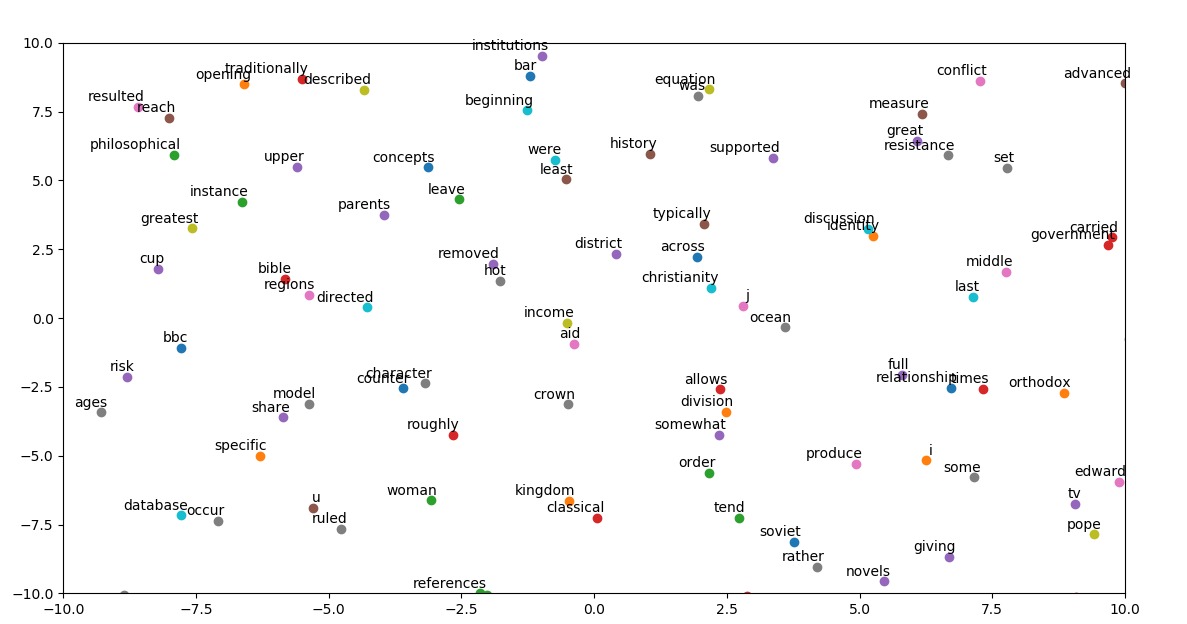 10.0
7.5
5.0
2.5
0.0
−2.5
−5.0
−7.5
−10.0
institutions
bar
traditionally
opening
described
equation
was
conflict
advanced
resulted
reach
beginning
measure
philosophical
upper
concepts
were
least
history
supported
great
resistance
set
instance
leave
greatest
parents
typically
discussion
identity
carried
government
cup
bible
regions
directed
removed
hot
district
across
christianity
j
middle
last
income
aid
ocean
bbc
risk
ages
character
counter
model
share
crown
allows
division
full
relationship
times
orthodox
specific
roughly
somewhat
order
produce
i
some
edward
database
occur
u
ruled
woman
kingdom
classical
tend
tv
pope
soviet
rather
giving
novels
references
−10.0 −7.5 −5.0 −2.5 0.0 2.5 5.0 7.5 10.0